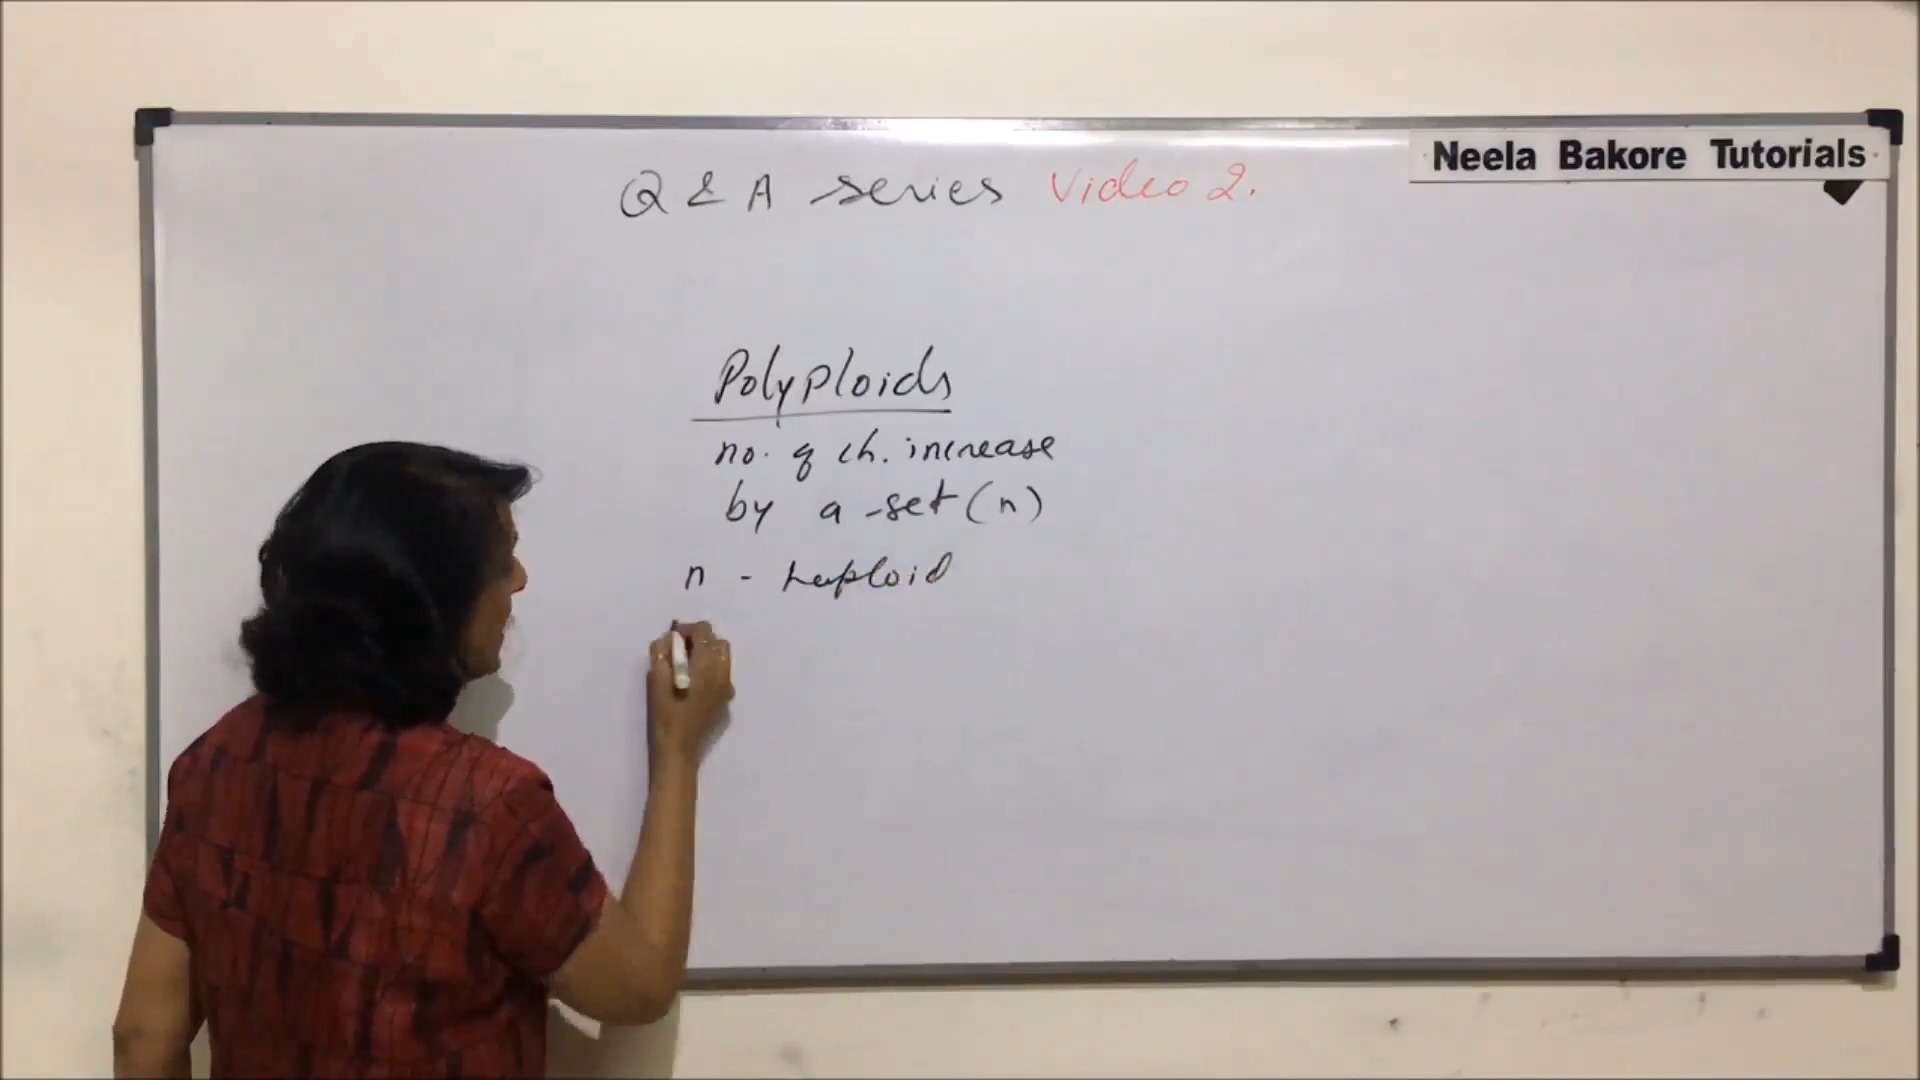 Neela Bakore Tutorials
Q & A series Video 2.
Polyploids
no. of ch. increase
by a set (n)
n - haploid